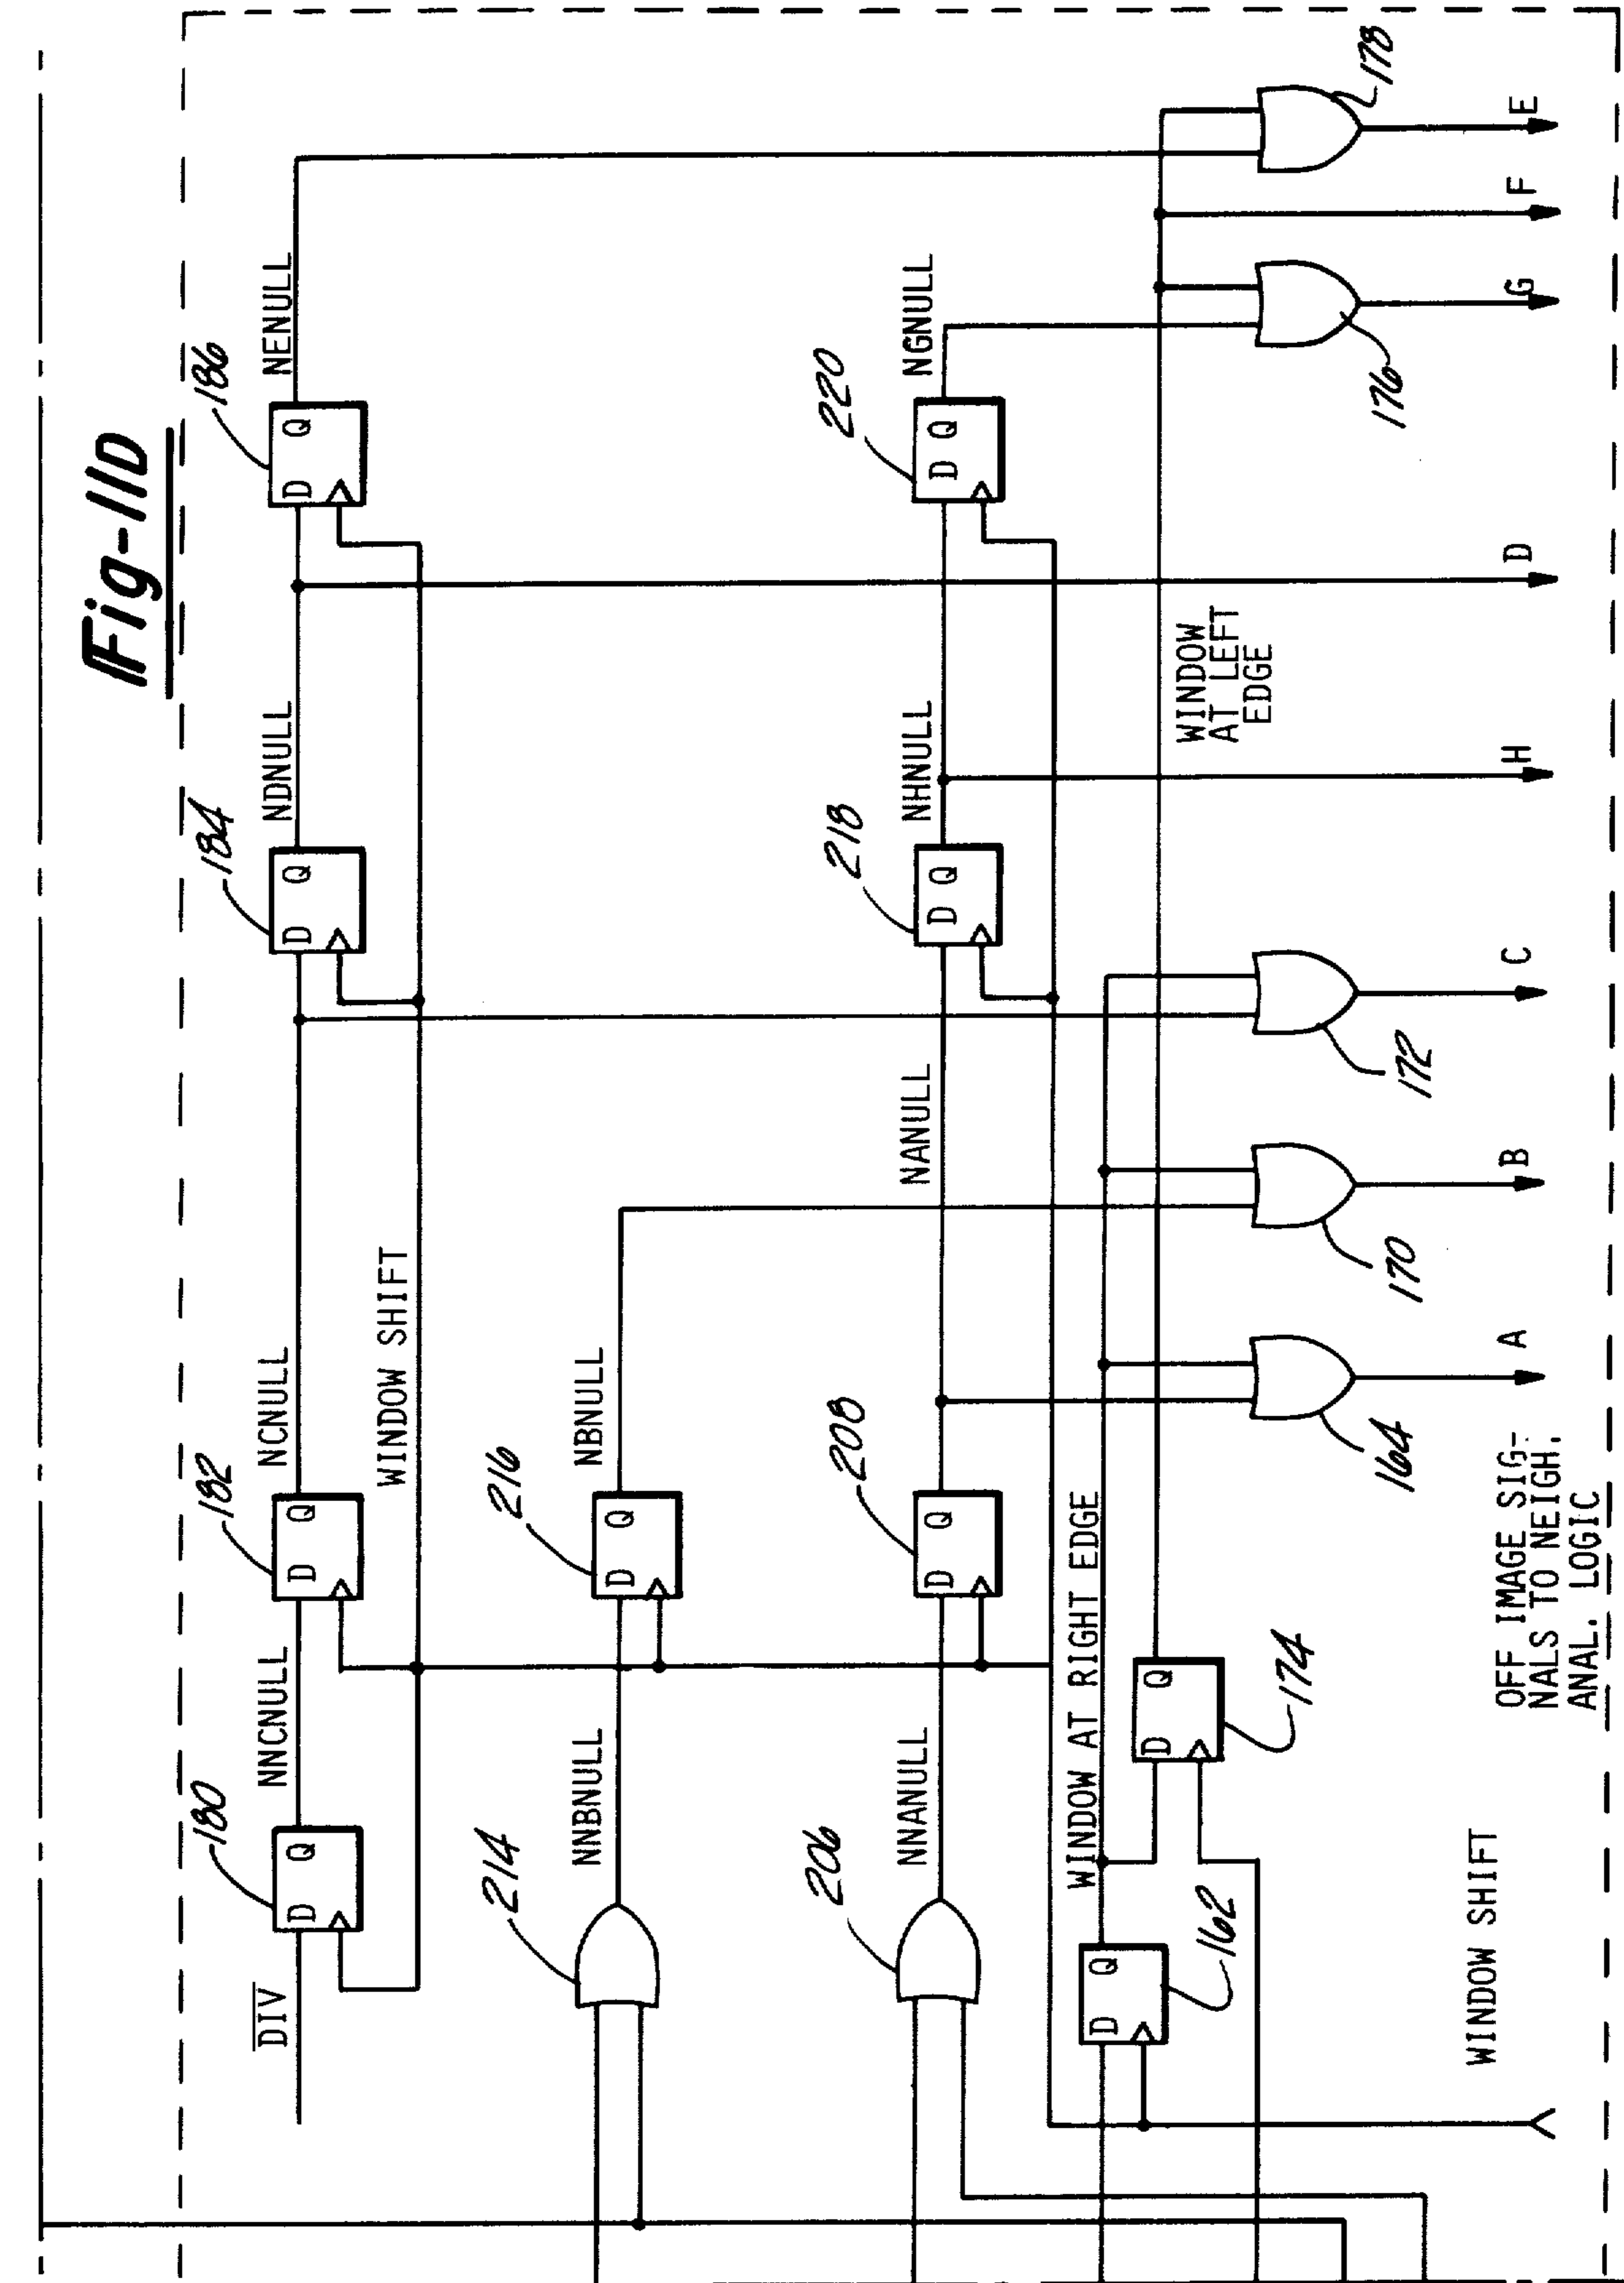 Fig-11D
DIV
180
NNCNULL
182
NCNULL
184
NDNULL
186
NENULL
D Q
D Q
D Q
D Q
WINDOW SHIFT
214
NNBNULL
216
NBNULL
D Q
206
NNANULL
208
NANULL
218
NHNULL
220
NGNULL
D Q
D Q
D Q
WINDOW AT RIGHT EDGE
D Q
162
D Q
174
WINDOW
AT LEFT
EDGE
164
170
172
176
178
WINDOW SHIFT
OFF IMAGE SIG-
NALS TO NEIGH.
ANAL. LOGIC
A
B
C
H
D
G
F
E